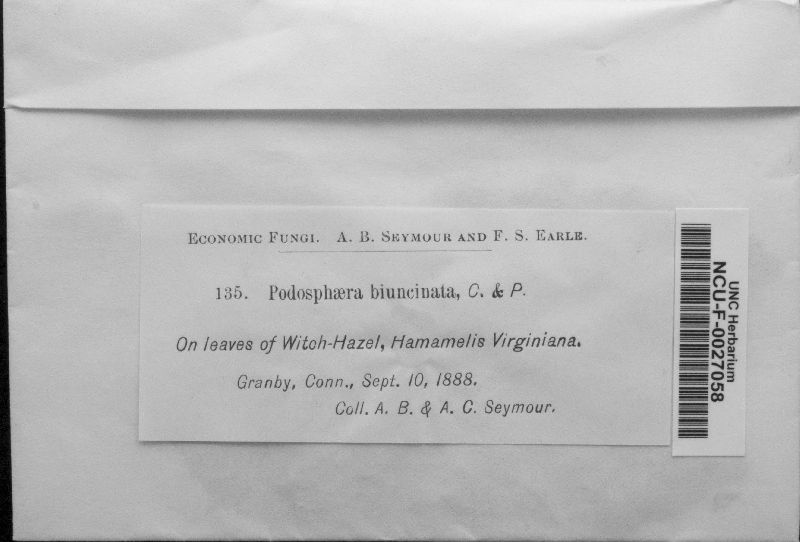 Economic Fungi. A. B. Seymour and F. S. Earle.
135. Podosphæra biuncinata, C. & P.
On leaves of Witch-Hazel, Hamamelis Virginiana.
Granby, Conn., Sept. 10, 1888.
Coll. A. B. & A. C. Seymour.
UNC Herbarium
NCU-F-0027058